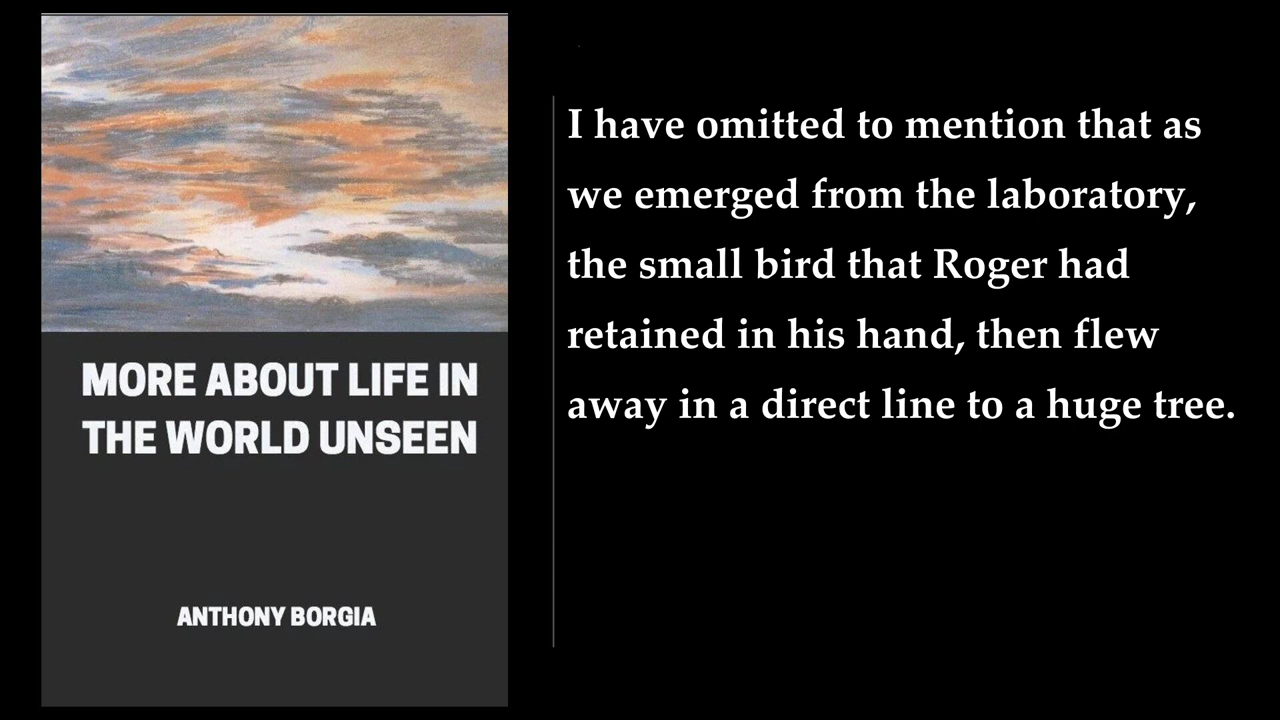 MORE ABOUT LIFE IN
THE WORLD UNSEEN
ANTHONY BORGIA
I have omitted to mention that as
we emerged from the laboratory,
the small bird that Roger had
retained in his hand, then flew
away in a direct line to a huge tree.